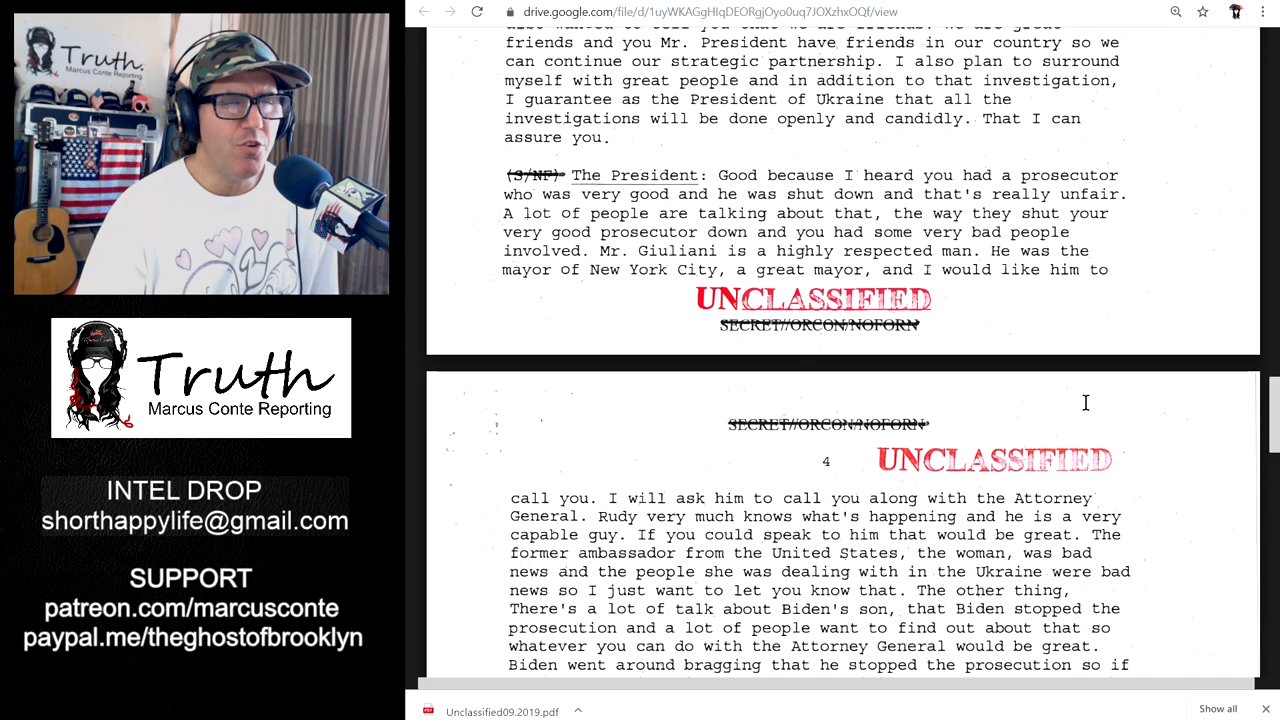 drive.google.com/file/d/1uyWKAGgHIqDEORgjOyo0uq7JOXzhxOQf/view
Truth.
Marcus Conte Reporting
Truth
Marcus Conte Reporting
INTEL DROP
shorthappylife@gmail.com
SUPPORT
patreon.com/marcusconte
paypal.me/theghostofbrooklyn
friends and you Mr. President have friends in our country so we
can continue our strategic partnership. I also plan to surround
myself with great people and in addition to that investigation,
I guarantee as the President of Ukraine that all the
investigations will be done openly and candidly. That I can
assure you.
(S/NF) The President: Good because I heard you had a prosecutor
who was very good and he was shut down and that's really unfair.
A lot of people are talking about that, the way they shut your
very good prosecutor down and you had some very bad people
involved. Mr. Giuliani is a highly respected man. He was the
mayor of New York City, a great mayor, and I would like him to
UNCLASSIFIED
SECRET//ORCON/NOFORN
SECRET//ORCON/NOFORN
4
UNCLASSIFIED
call you. I will ask him to call you along with the Attorney
General. Rudy very much knows what's happening and he is a very
capable guy. If you could speak to him that would be great. The
former ambassador from the United States, the woman, was bad
news and the people she was dealing with in the Ukraine were bad
news so I just want to let you know that. The other thing,
There's a lot of talk about Biden's son, that Biden stopped the
prosecution and a lot of people want to find out about that so
whatever you can do with the Attorney General would be great.
Biden went around bragging that he stopped the prosecution so if
Unclassified09.2019.pdf
Show all